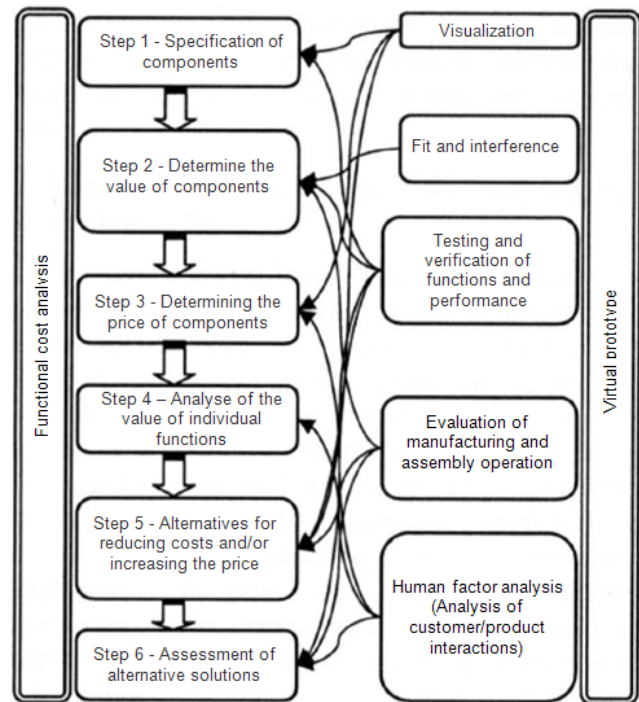 Functional cost analysis
Step 1 - Specification of
components
Step 2 - Determine the
value of components
Step 3 - Determining the
price of components
Step 4 – Analyse of the
value of individual
functions
Step 5 - Alternatives for
reducing costs and/or
increasing the price
Step 6 - Assessment of
alternative solutions
Visualization
Fit and interference
Testing and
verification of
functions and
performance
Evaluation of
manufacturing and
assembly operation
Human factor analysis
(Analysis of
customer/product
interactions)
Virtual prototype